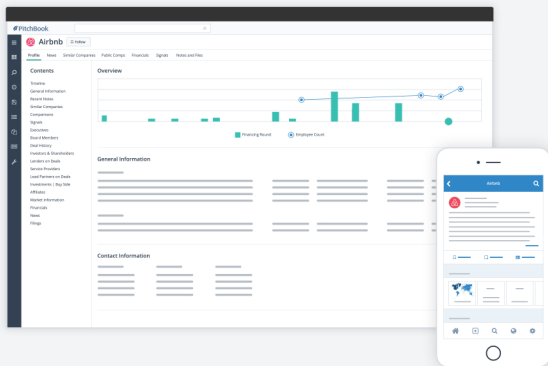 PitchBook
Airbnb
Follow
Profile News Similar Companies Public Comps Financials Signals Notes and Files
Contents
Timeline
General Information
Recent Notes
Similar Companies
Comparisons
Signals
Executives
Board Members
Deal History
Investors & Shareholders
Lenders on Deals
Service Providers
Lead Partners on Deals
Investments | Buy Side
Affiliates
Market Information
Financials
News
Filings
Overview
Financing Round Employee Count
General Information
Contact Information
Airbnb